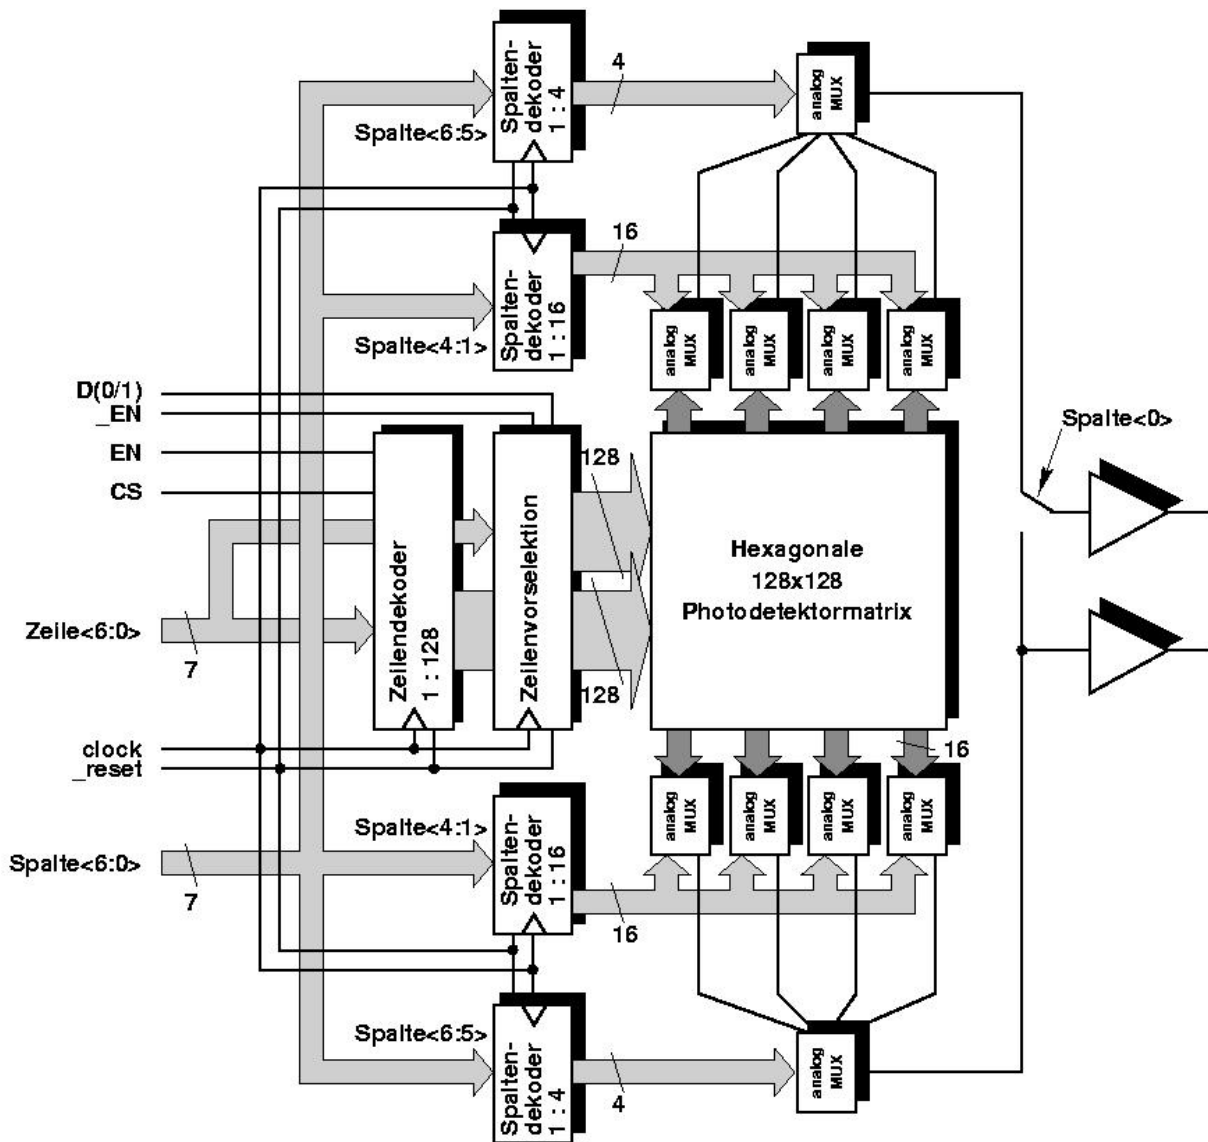 Spalten-
dekoder
1 : 4
4
analog
MUX
Spalte<6:5>
Spalten-
dekoder
1 : 16
16
Spalte<4:1>
analog
MUX
analog
MUX
analog
MUX
analog
MUX
D(0/1)
_EN
EN
CS
Spalte<0>
128
Zeilendekoder
1 : 128
Zeilenvorselektion
Hexagonale
128x128
Photodetektormatrix
Zeile<6:0>
7
128
clock
_reset
16
Spalte<4:1>
Spalten-
dekoder
1 : 16
analog
MUX
analog
MUX
analog
MUX
analog
MUX
Spalte<6:0>
7
16
Spalte<6:5>
Spalten-
dekoder
1 : 4
4
analog
MUX